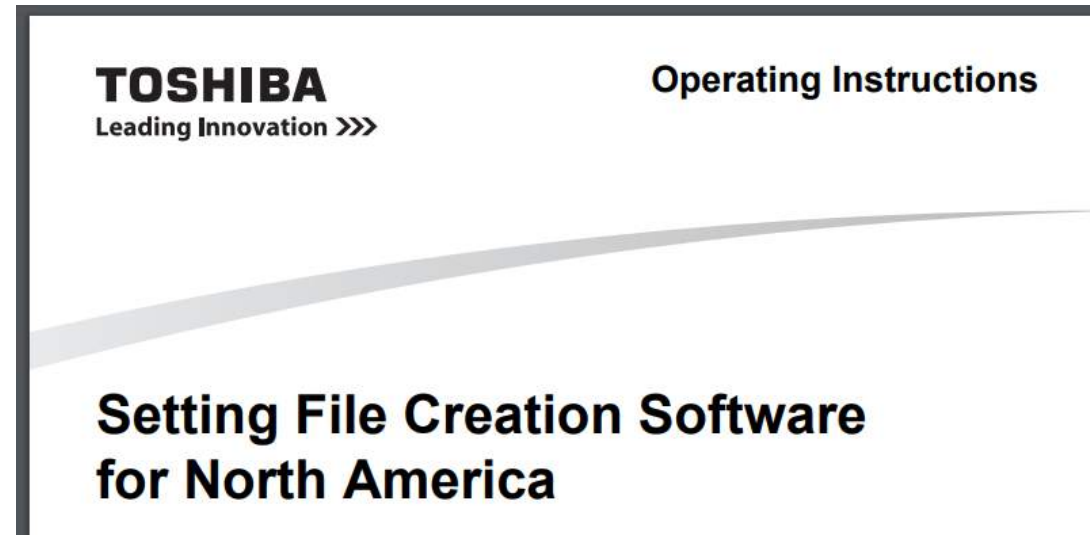 TOSHIBA
Leading Innovation >>>
Operating Instructions
Setting File Creation Software
for North America